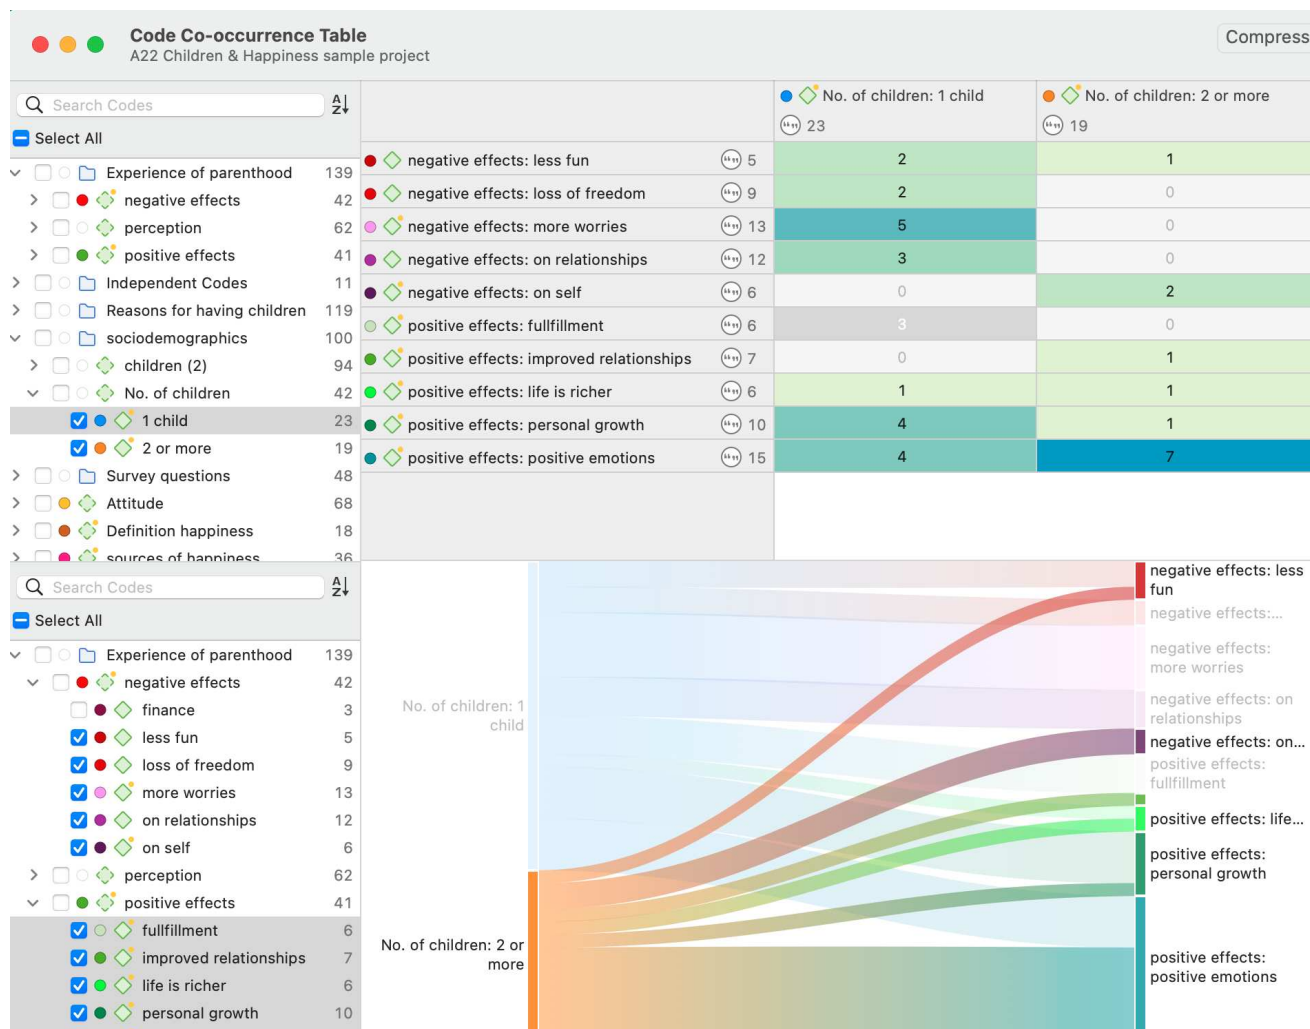 Code Co-occurrence Table
A22 Children & Happiness sample project
Compress
Search Codes
Select All
Experience of parenthood 139
negative effects 42
perception 62
positive effects 41
Independent Codes 11
Reasons for having children 119
sociodemographics 100
children (2) 94
No. of children 42
1 child 23
2 or more 19
Survey questions 48
Attitude 68
Definition happiness 18
sources of happiness 36
No. of children: 1 child
23
No. of children: 2 or more
19
negative effects: less fun 5 2 1
negative effects: loss of freedom 9 2 0
negative effects: more worries 13 5 0
negative effects: on relationships 12 3 0
negative effects: on self 6 0 2
positive effects: fullfillment 6 3 0
positive effects: improved relationships 7 0 1
positive effects: life is richer 6 1 1
positive effects: personal growth 10 4 1
positive effects: positive emotions 15 4 7
Search Codes
Select All
Experience of parenthood 139
negative effects 42
finance 3
less fun 5
loss of freedom 9
more worries 13
on relationships 12
on self 6
perception 62
positive effects 41
fullfillment 6
improved relationships 7
life is richer 6
personal growth 10
No. of children: 1
child
No. of children: 2 or
more
negative effects: less
fun
negative effects:...
negative effects:
more worries
negative effects: on
relationships
negative effects: on...
positive effects:
fullfillment
positive effects: life...
positive effects:
personal growth
positive effects:
positive emotions